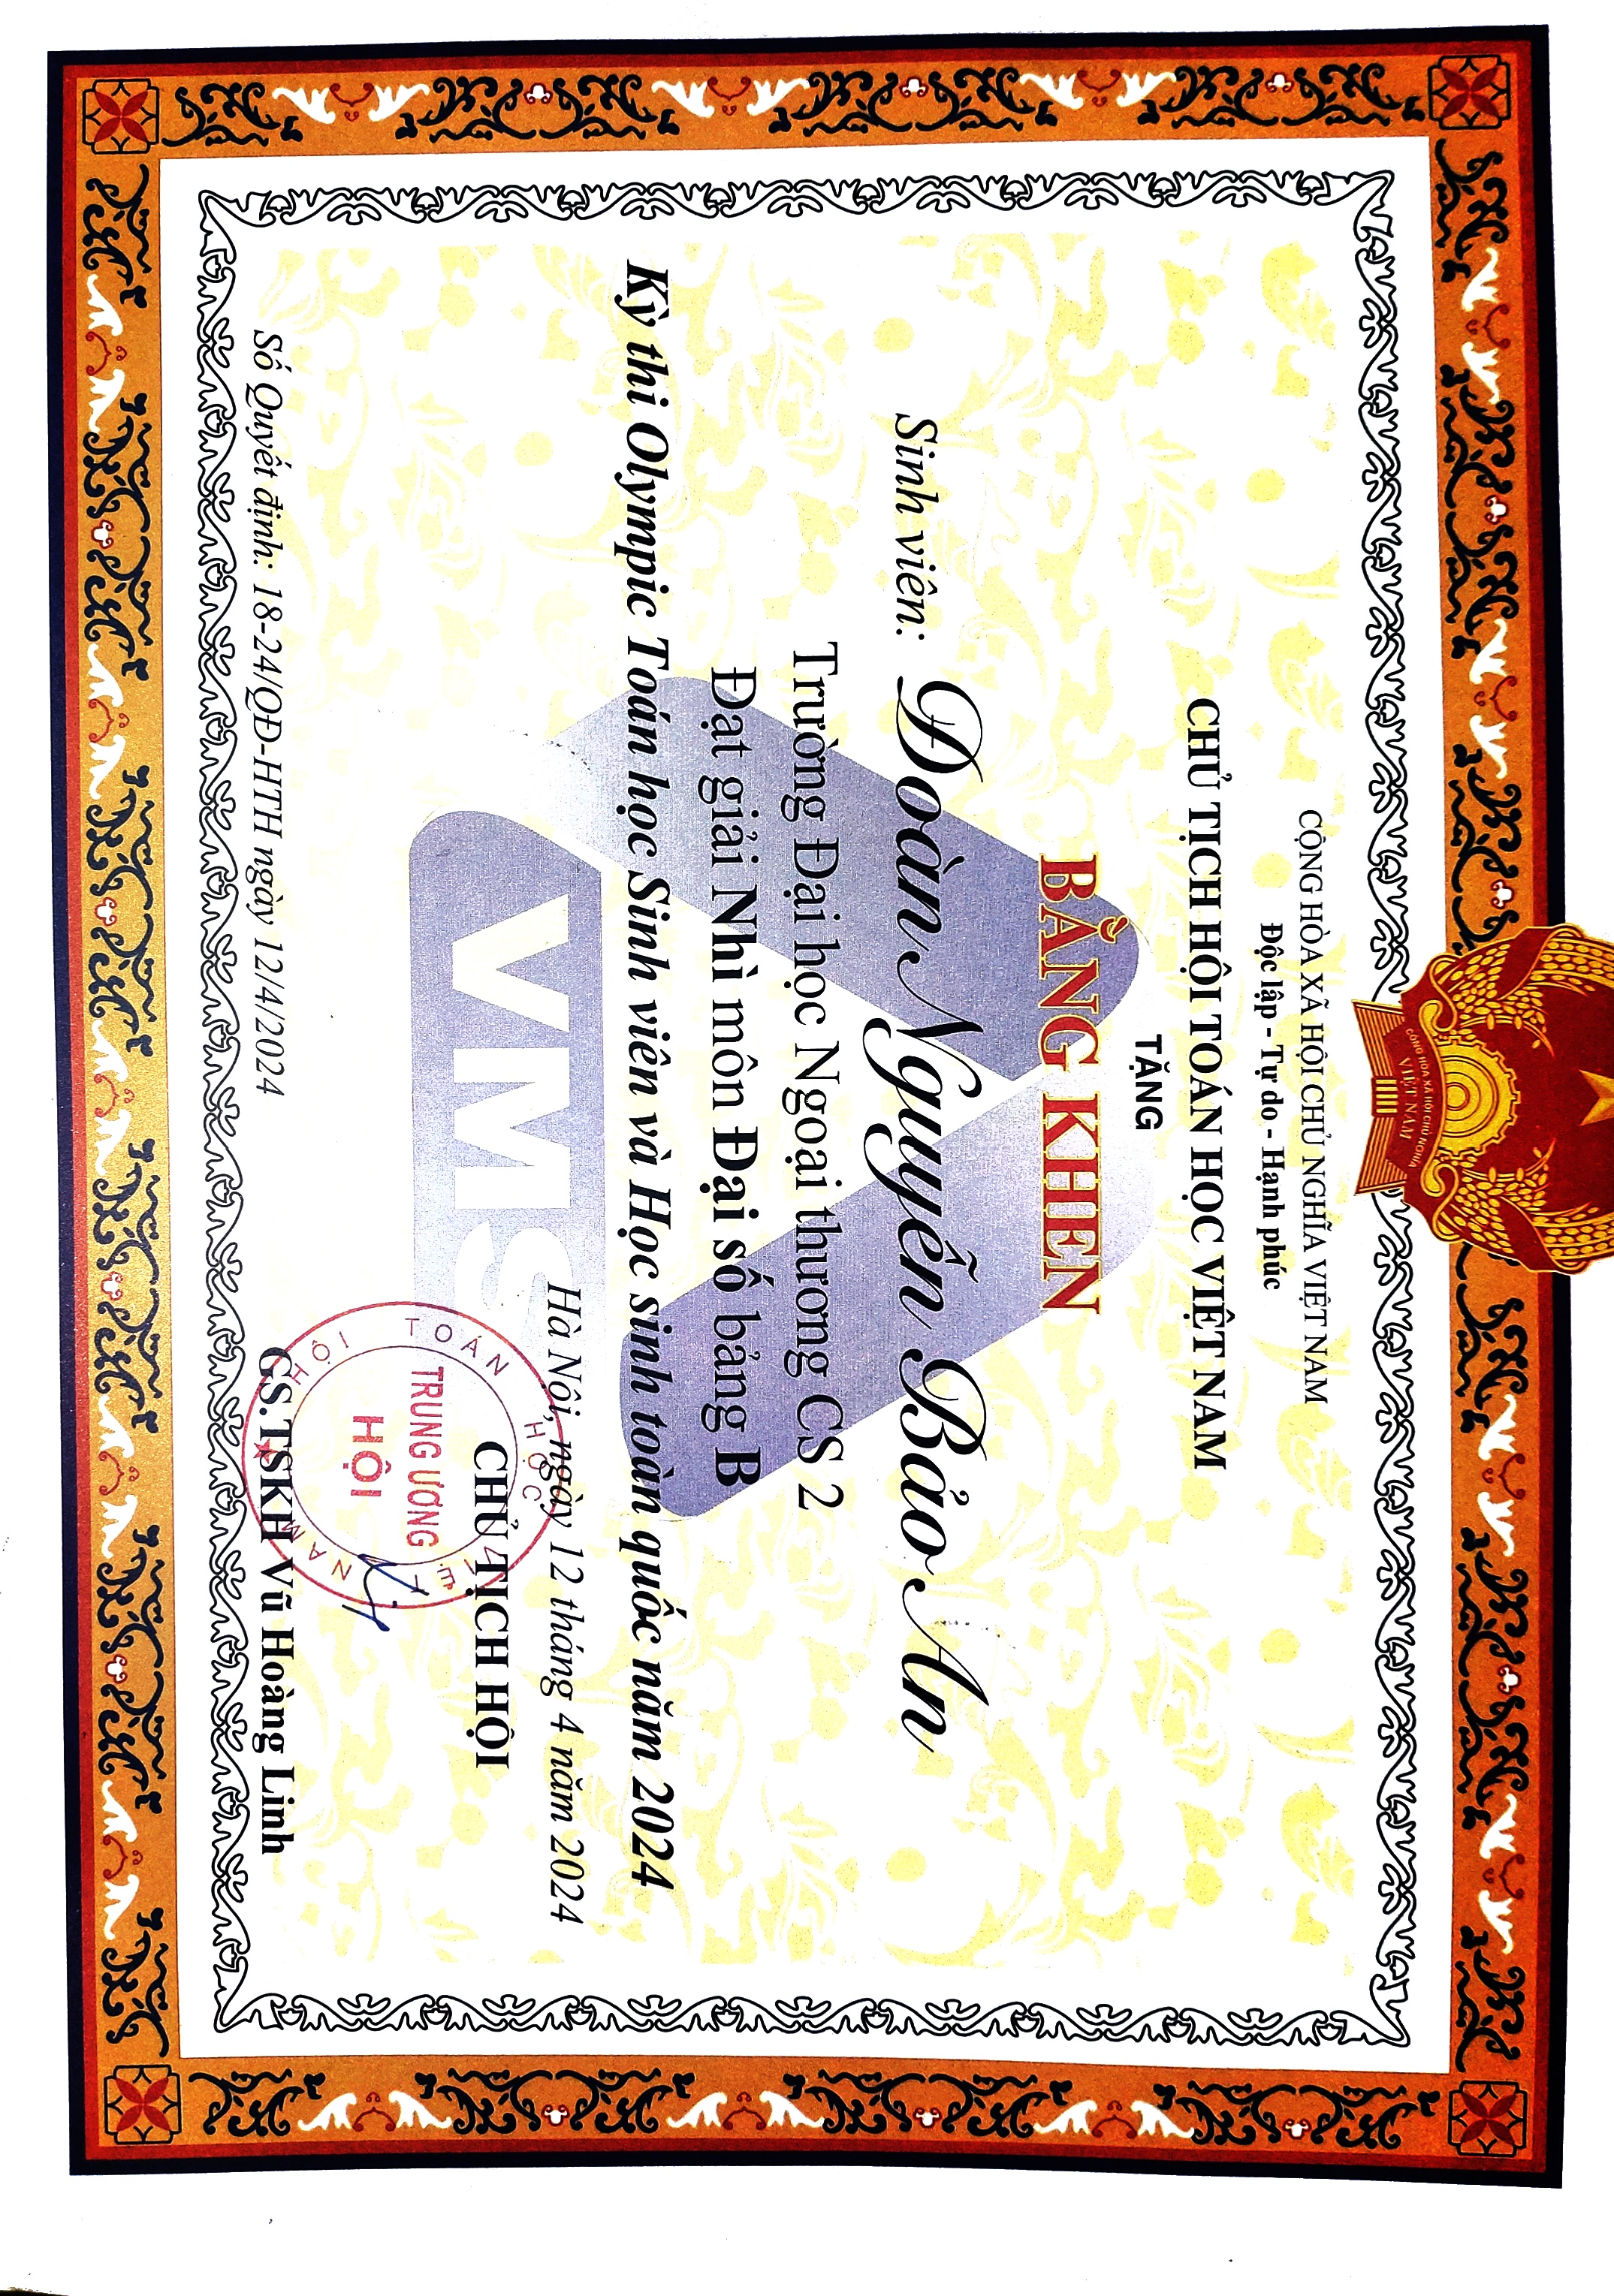 CỘNG HÒA XÃ HỘI CHỦ NGHĨA
VIỆT NAM
CỘNG HÒA XÃ HỘI CHỦ NGHĨA VIỆT NAM
Độc lập - Tự do - Hạnh phúc
CHỦ TỊCH HỘI TOÁN HỌC VIỆT NAM
TẶNG
BẰNG KHEN
Sinh viên: Đoàn Nguyễn Bảo An
Trường Đại học Ngoại thương CS 2
Đạt giải Nhì môn Đại số bảng B
Kỳ thi Olympic Toán học Sinh viên và Học sinh toàn quốc năm 2024
Hà Nội, ngày 12 tháng 4 năm 2024
VMS
CHỦ TỊCH HỘI
HỘI TOÁN HỌC VIỆT NAM
TRUNG ƯƠNG
HỘI
Số Quyết định: 18-24/QĐ-HTH ngày 12/4/2024
GS.TSKH Vũ Hoàng Linh